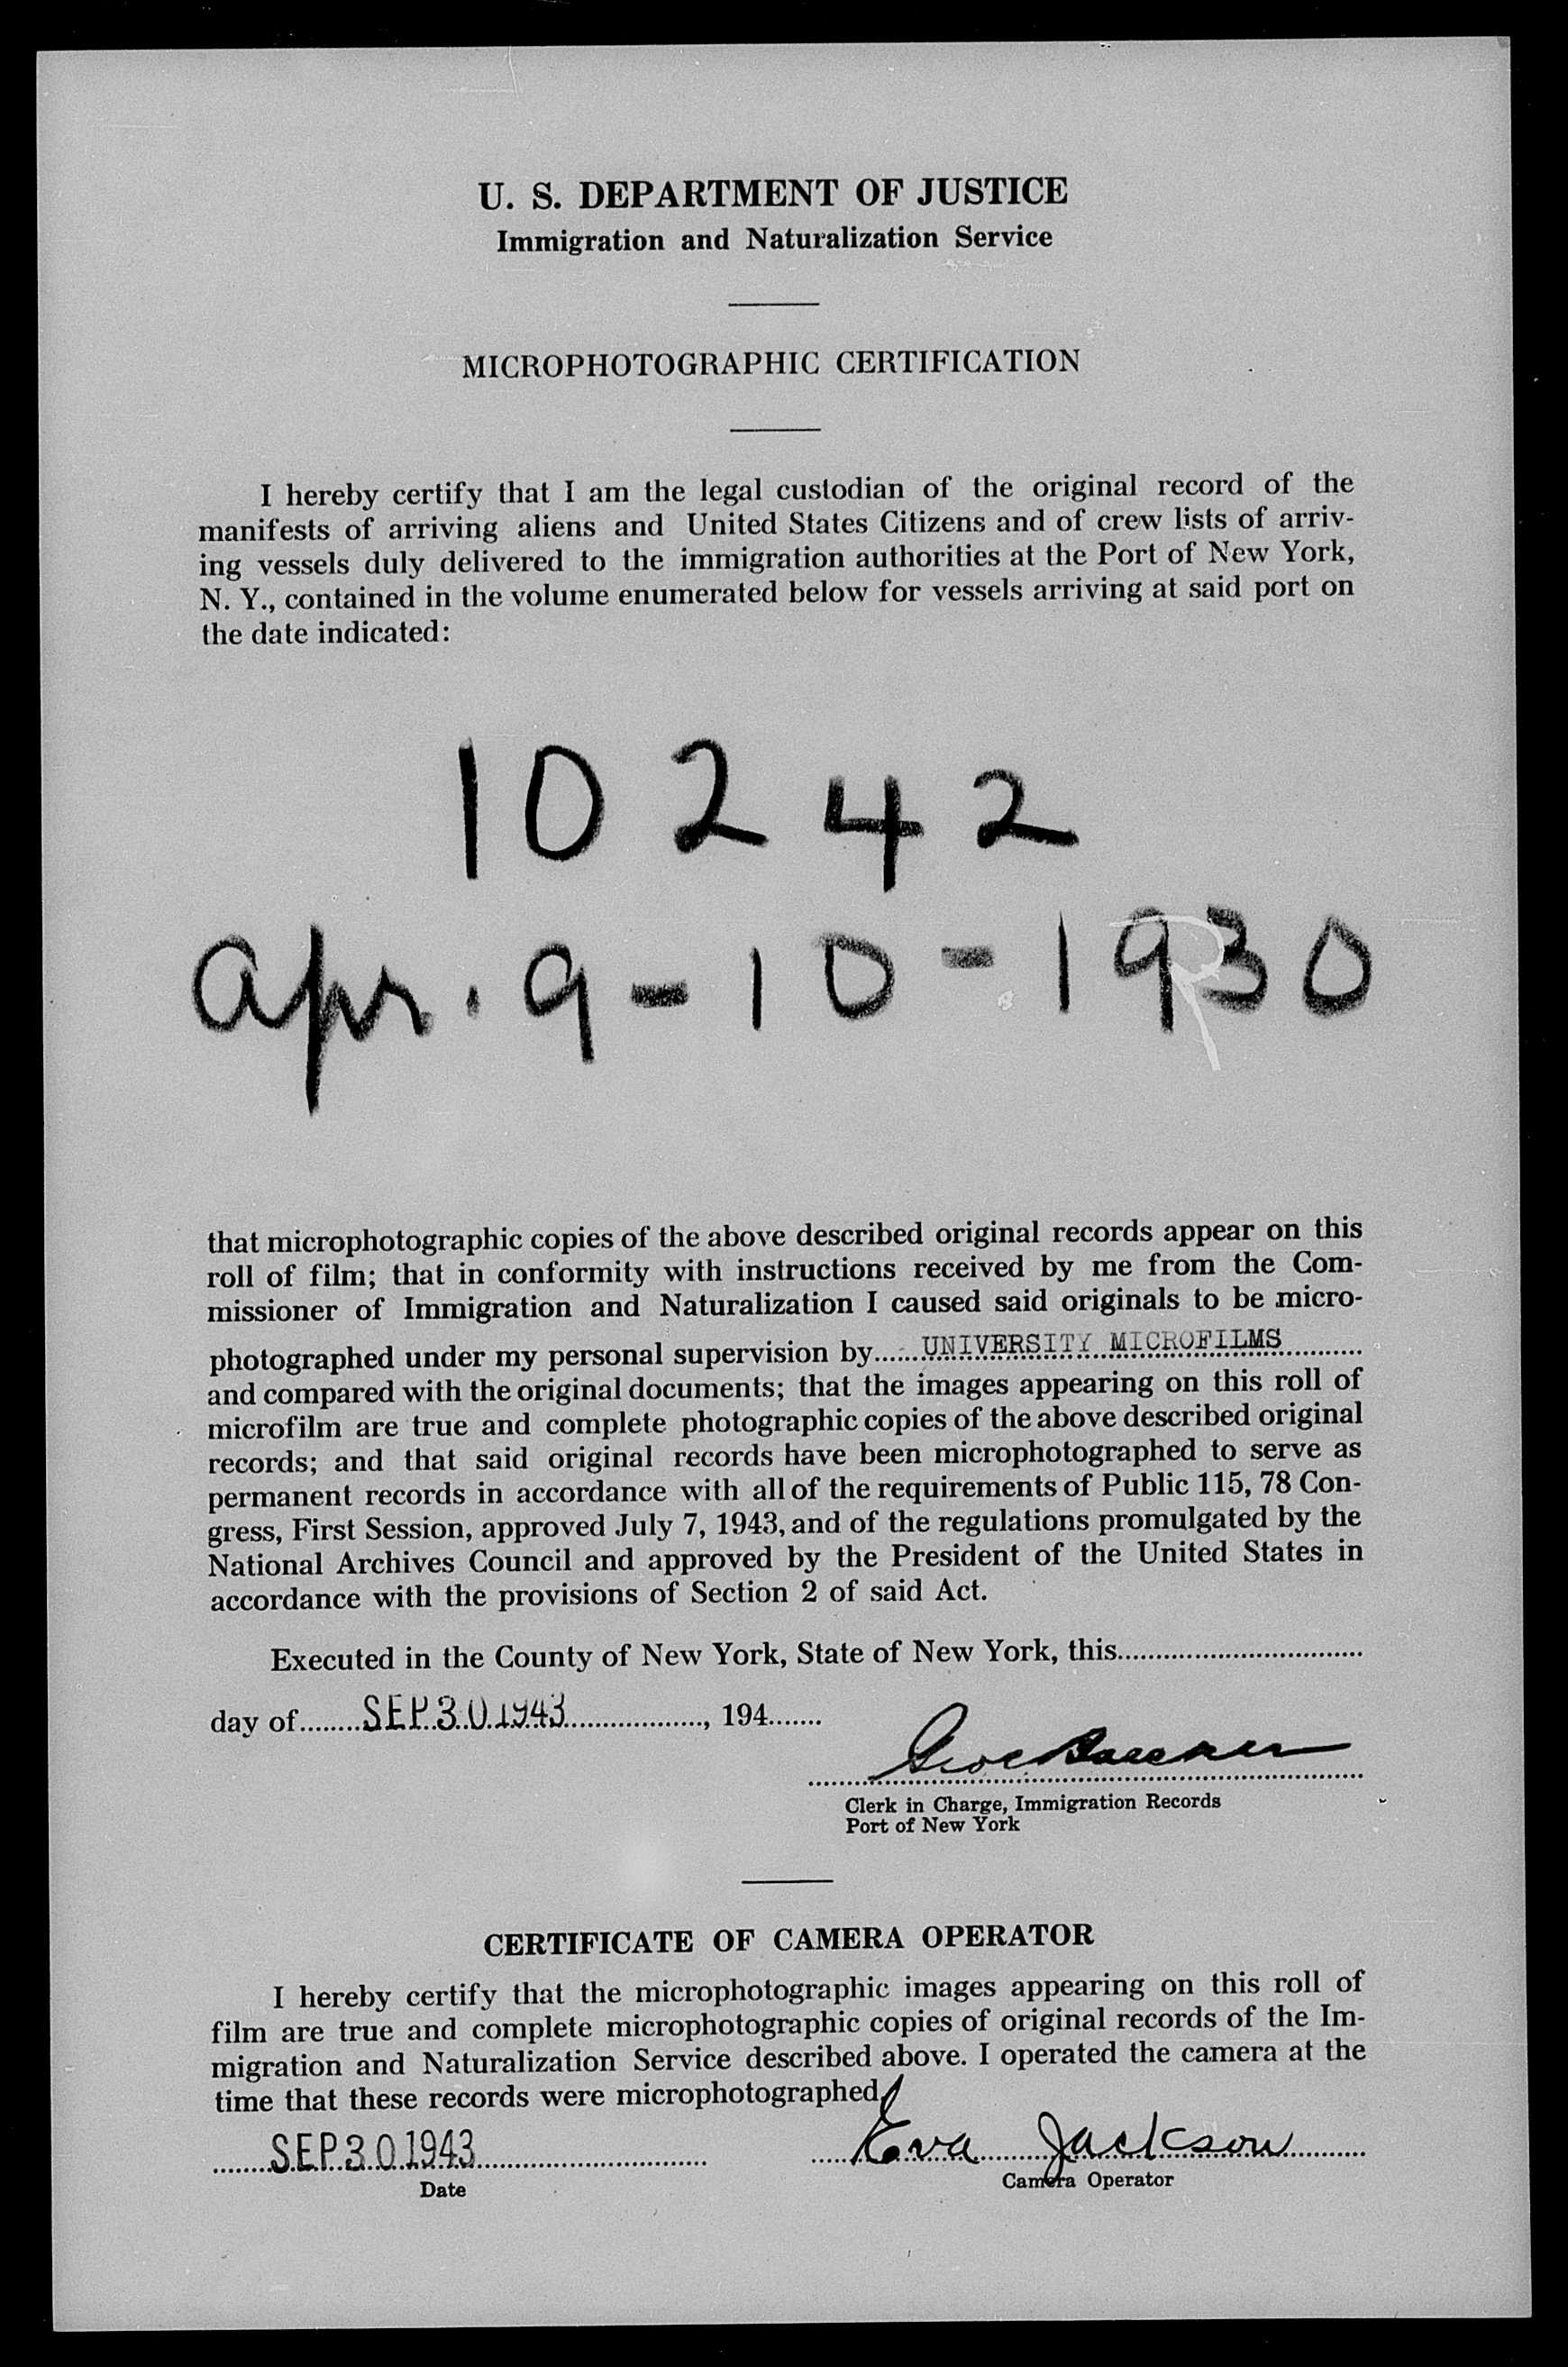 U. S. DEPARTMENT OF JUSTICE
Immigration and Naturalization Service
MICROPHOTOGRAPHIC CERTIFICATION
I hereby certify that I am the legal custodian of the original record of the
manifests of arriving aliens and United States Citizens and of crew lists of arriv-
ing vessels duly delivered to the immigration authorities at the Port of New York,
N. Y., contained in the volume enumerated below for vessels arriving at said port on
the date indicated:
10242
apr. 9-10-1930
that microphotographic copies of the above described original records appear on this
roll of film; that in conformity with instructions received by me from the Com-
missioner of Immigration and Naturalization I caused said originals to be micro-
photographed under my personal supervision by UNIVERSITY MICROFILMS
and compared with the original documents; that the images appearing on this roll of
microfilm are true and complete photographic copies of the above described original
records; and that said original records have been microphotographed to serve as
permanent records in accordance with all of the requirements of Public 115, 78 Con-
gress, First Session, approved July 7, 1943, and of the regulations promulgated by the
National Archives Council and approved by the President of the United States in
accordance with the provisions of Section 2 of said Act.
Executed in the County of New York, State of New York, this
day of SEP 30 1943, 194
Clerk in Charge, Immigration Records
Port of New York
CERTIFICATE OF CAMERA OPERATOR
I hereby certify that the microphotographic images appearing on this roll of
film are true and complete microphotographic copies of original records of the Im-
migration and Naturalization Service described above. I operated the camera at the
time that these records were microphotographed
SEP 30 1943 Eva Jackson
Date Camera Operator